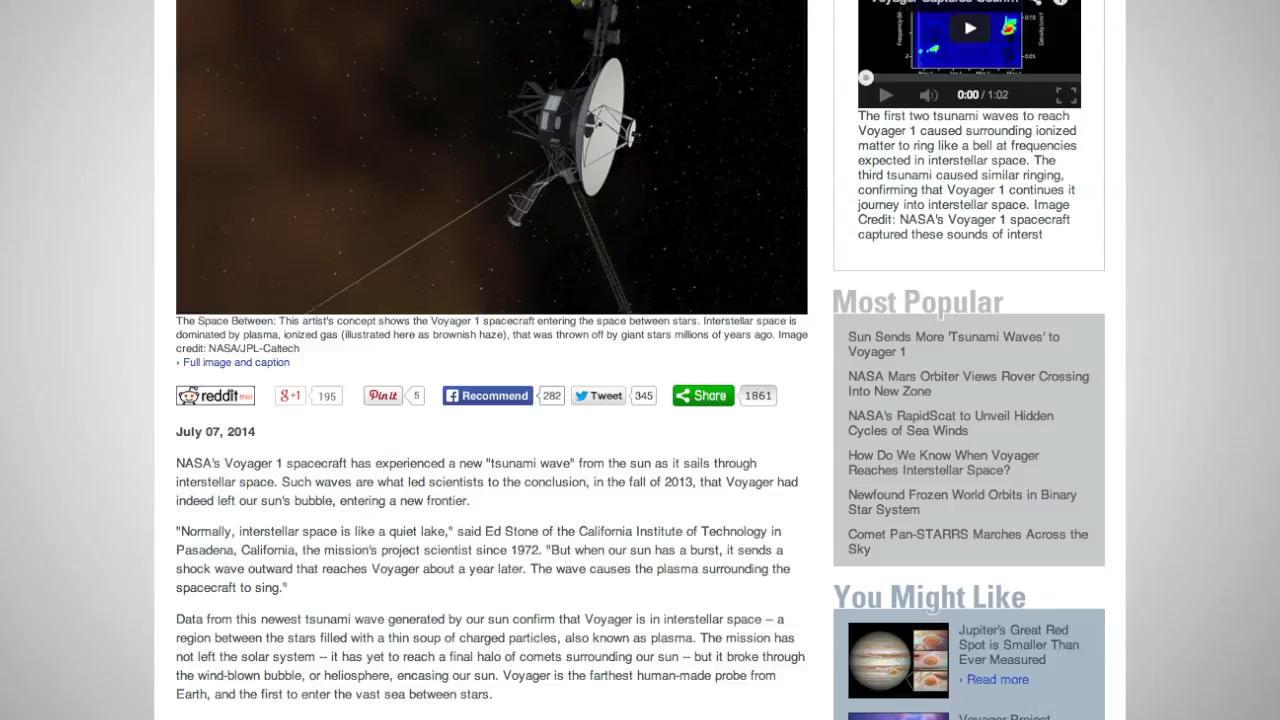 The Space Between: This artist's concept shows the Voyager 1 spacecraft entering the space between stars. Interstellar space is
dominated by plasma, ionized gas (illustrated here as brownish haze), that was thrown off by giant stars millions of years ago. Image
credit: NASA/JPL-Caltech
› Full image and caption
reddit this! g+1 195 Pin it 5 Recommend 282 Tweet 345 Share 1861
July 07, 2014
NASA's Voyager 1 spacecraft has experienced a new "tsunami wave" from the sun as it sails through
interstellar space. Such waves are what led scientists to the conclusion, in the fall of 2013, that Voyager had
indeed left our sun's bubble, entering a new frontier.
"Normally, interstellar space is like a quiet lake," said Ed Stone of the California Institute of Technology in
Pasadena, California, the mission's project scientist since 1972. "But when our sun has a burst, it sends a
shock wave outward that reaches Voyager about a year later. The wave causes the plasma surrounding the
spacecraft to sing."
Data from this newest tsunami wave generated by our sun confirm that Voyager is in interstellar space -- a
region between the stars filled with a thin soup of charged particles, also known as plasma. The mission has
not left the solar system -- it has yet to reach a final halo of comets surrounding our sun -- but it broke through
the wind-blown bubble, or heliosphere, encasing our sun. Voyager is the farthest human-made probe from
Earth, and the first to enter the vast sea between stars.
Voyager Captured
0.10
0.05
2
0:00 / 1:02
The first two tsunami waves to reach
Voyager 1 caused surrounding ionized
matter to ring like a bell at frequencies
expected in interstellar space. The
third tsunami caused similar ringing,
confirming that Voyager 1 continues it
journey into interstellar space. Image
Credit: NASA's Voyager 1 spacecraft
captured these sounds of interst
Most Popular
Sun Sends More 'Tsunami Waves' to
Voyager 1
NASA Mars Orbiter Views Rover Crossing
Into New Zone
NASA's RapidScat to Unveil Hidden
Cycles of Sea Winds
How Do We Know When Voyager
Reaches Interstellar Space?
Newfound Frozen World Orbits in Binary
Star System
Comet Pan-STARRS Marches Across the
Sky
You Might Like
Jupiter's Great Red
Spot is Smaller Than
Ever Measured
› Read more
Voyager Project